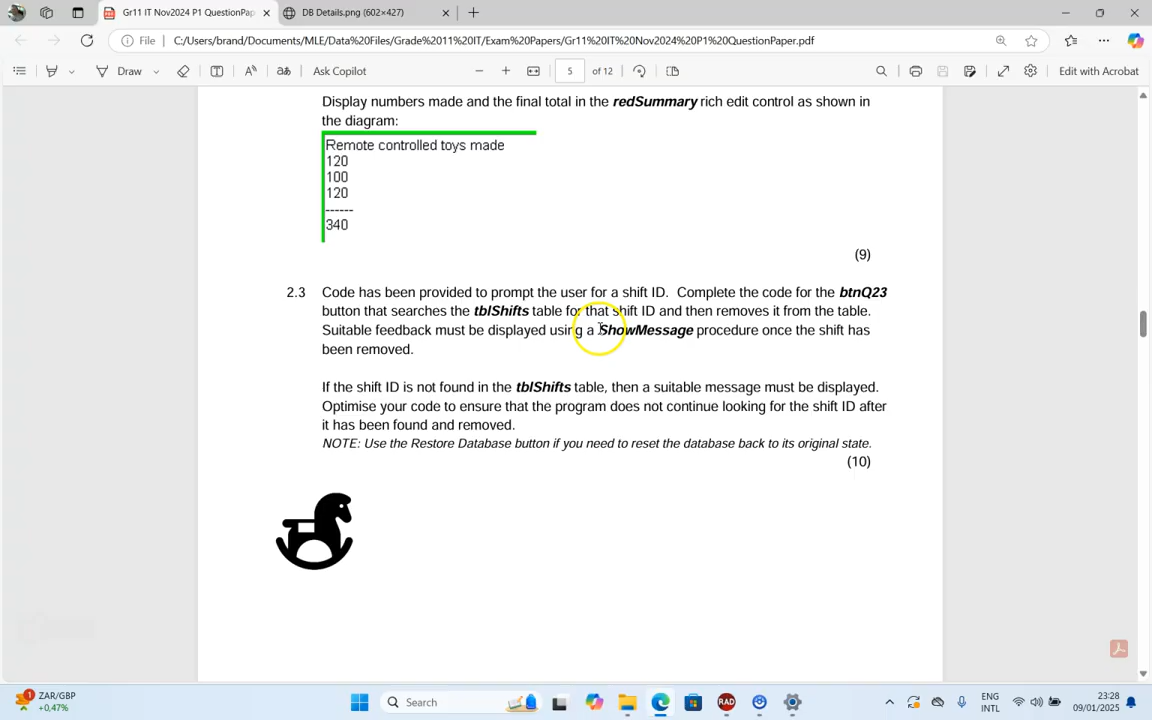 Gr11 IT Nov2024 P1 QuestionPap
DB Details.png (602×427)
File
C:/Users/brand/Documents/MLE/Data%20Files/Grade%2011%20IT/Exam%20Papers/Gr11%20IT%20Nov2024%20P1%20QuestionPaper.pdf
Draw
Ask Copilot
5 of 12
Edit with Acrobat
Display numbers made and the final total in the redSummary rich edit control as shown in
the diagram:
Remote controlled toys made
120
100
120
------
340
(9)
2.3 Code has been provided to prompt the user for a shift ID. Complete the code for the btnQ23
button that searches the tblShifts table for that shift ID and then removes it from the table.
Suitable feedback must be displayed using a ShowMessage procedure once the shift has
been removed.
If the shift ID is not found in the tblShifts table, then a suitable message must be displayed.
Optimise your code to ensure that the program does not continue looking for the shift ID after
it has been found and removed.
NOTE: Use the Restore Database button if you need to reset the database back to its original state.
(10)
ZAR/GBP
+0,47%
1
Search
RAD
ENG
INTL
23:28
09/01/2025